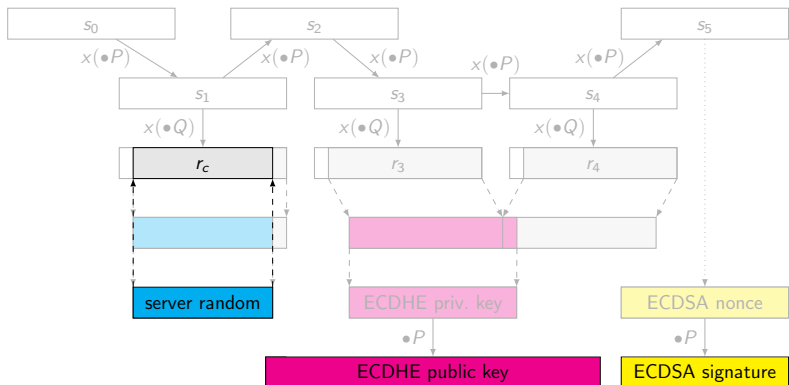 s₀
s₂
s₅
x(•P)
x(•P)
x(•P)
x(•P)
x(•P)
s₁
s₃
s₄
x(•Q)
x(•Q)
x(•Q)
r_c
r₃
r₄
server random
ECDHE priv. key
ECDSA nonce
•P
•P
ECDHE public key
ECDSA signature